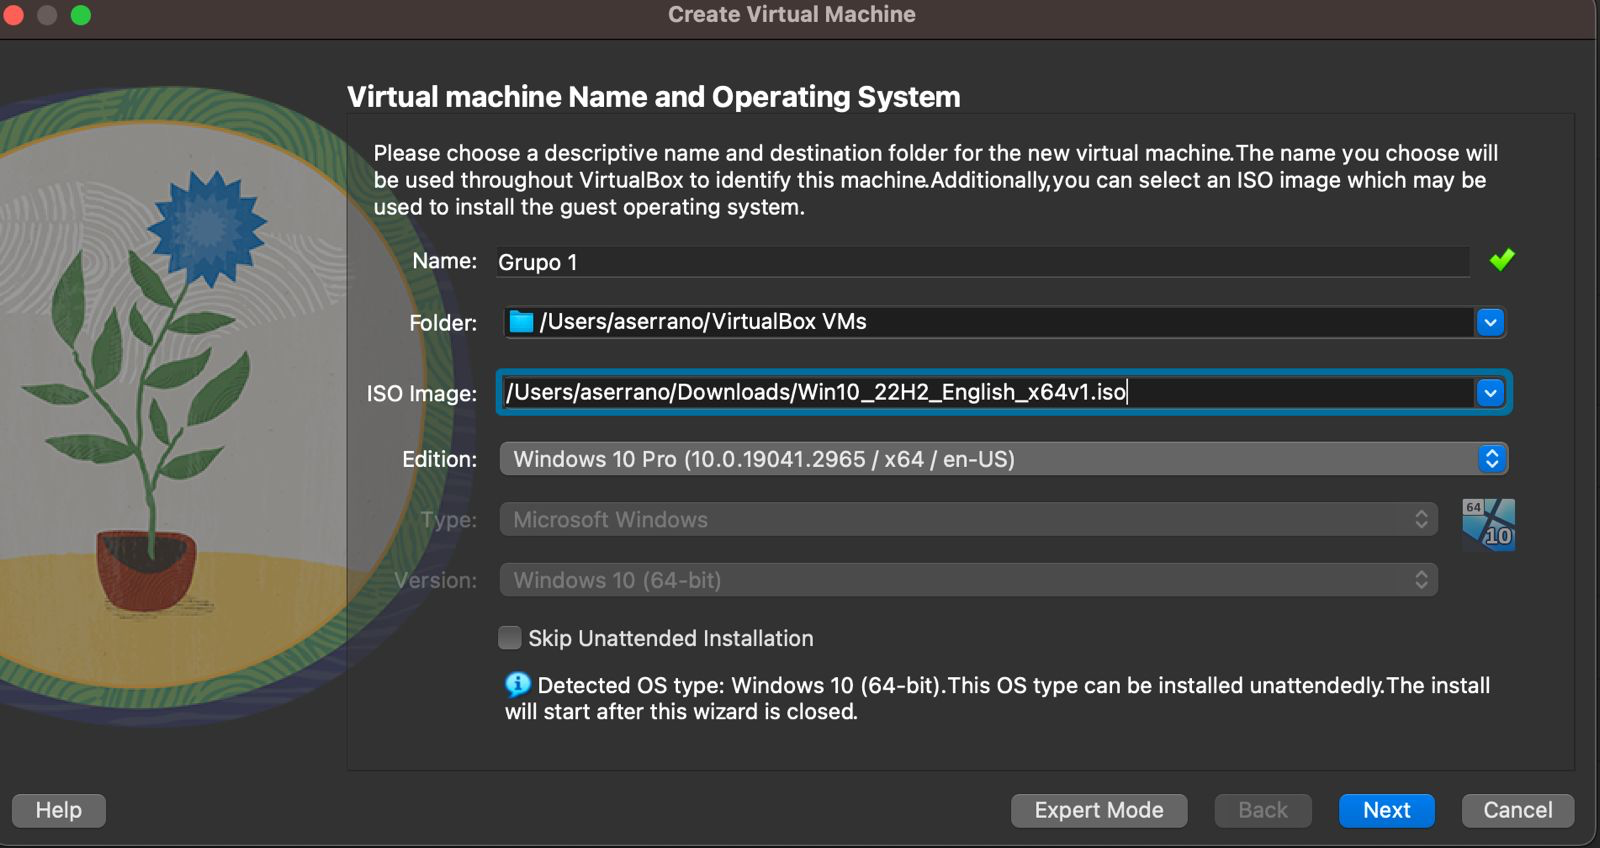 Create Virtual Machine
Virtual machine Name and Operating System
Please choose a descriptive name and destination folder for the new virtual machine.The name you choose will
be used throughout VirtualBox to identify this machine.Additionally,you can select an ISO image which may be
used to install the guest operating system.
Name: Grupo 1
Folder: /Users/aserrano/VirtualBox VMs
ISO Image: /Users/aserrano/Downloads/Win10_22H2_English_x64v1.iso
Edition: Windows 10 Pro (10.0.19041.2965 / x64 / en-US)
Type: Microsoft Windows 64 10
Version: Windows 10 (64-bit)
Skip Unattended Installation
Detected OS type: Windows 10 (64-bit).This OS type can be installed unattendedly.The install
will start after this wizard is closed.
Help Expert Mode Back Next Cancel